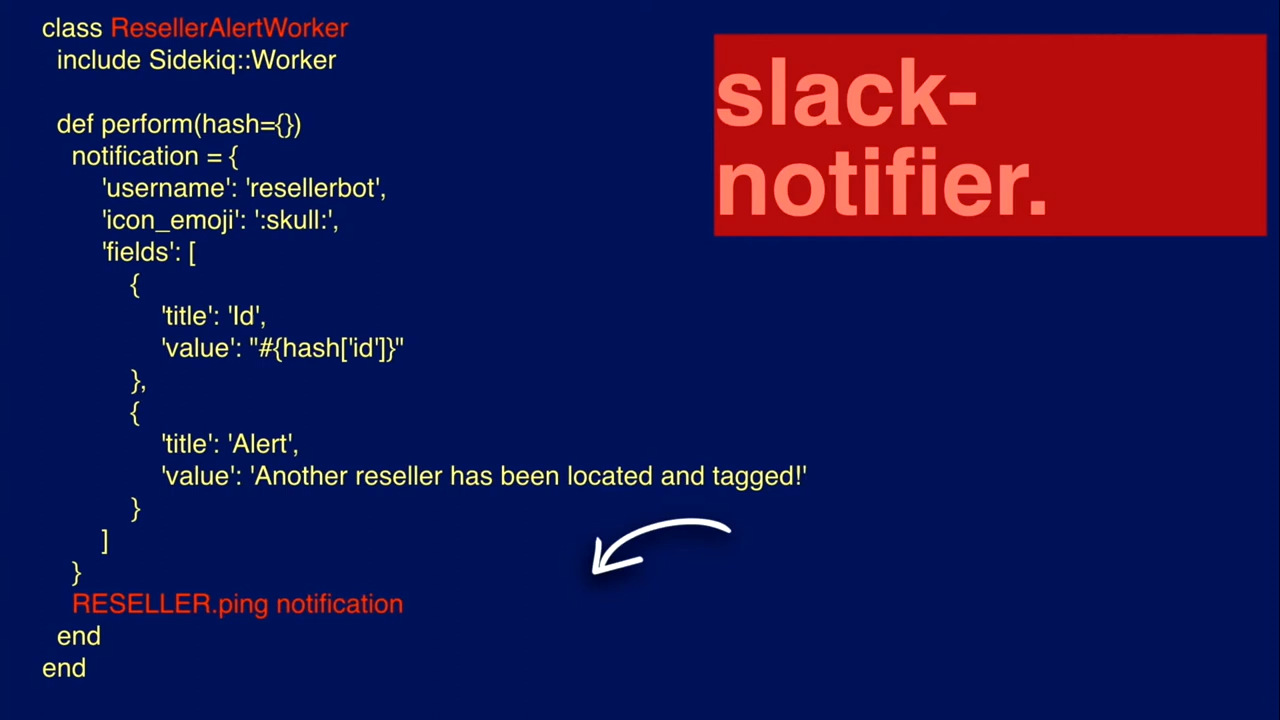 class ResellerAlertWorker
include Sidekiq::Worker
def perform(hash={})
notification = {
'username': 'resellerbot',
'icon_emoji': ':skull:',
'fields': [
{
'title': 'Id',
'value': "#{hash['id']}"
},
{
'title': 'Alert',
'value': 'Another reseller has been located and tagged!'
}
]
}
RESELLER.ping notification
end
end
slack-
notifier.